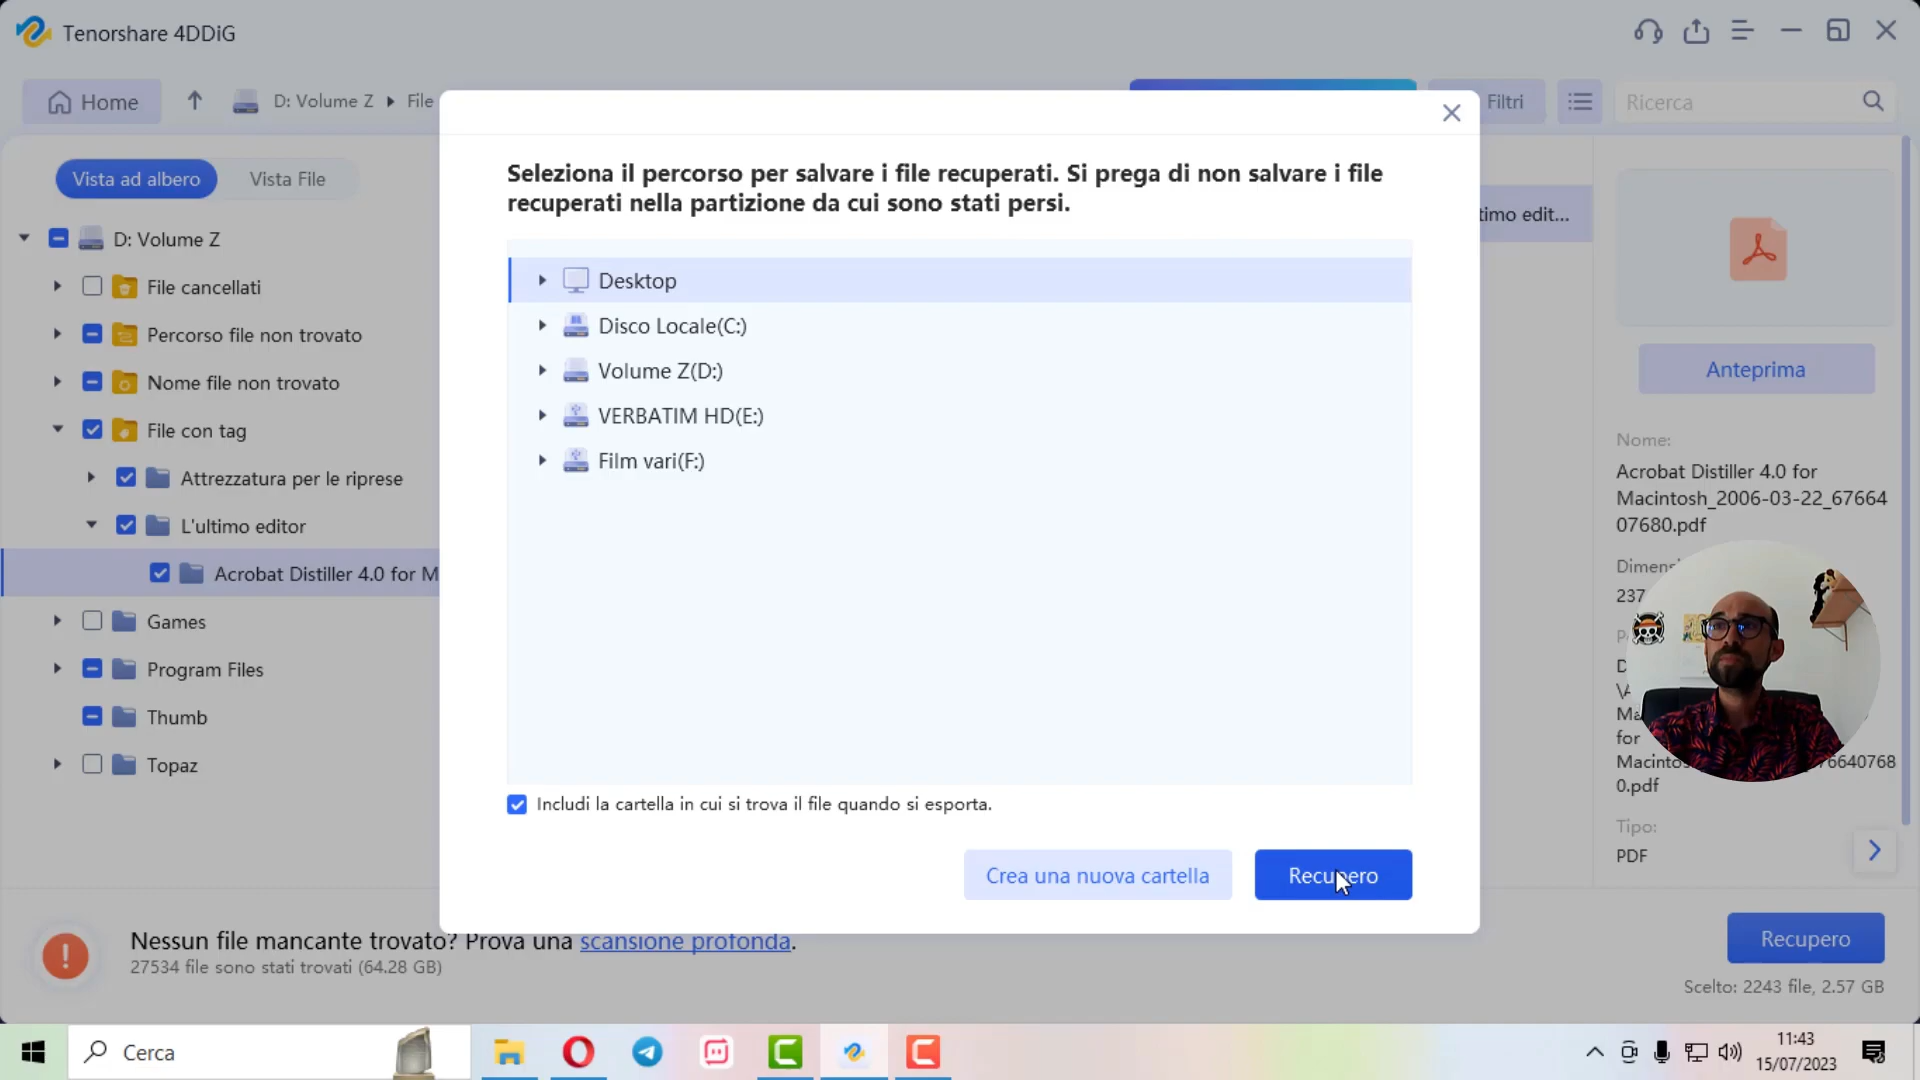 Tenorshare 4DDiG
Home
D: Volume Z
File
Filtri
Ricerca
Vista ad albero
Vista File
D: Volume Z
File cancellati
Percorso file non trovato
Nome file non trovato
File con tag
Attrezzatura per le riprese
L'ultimo editor
Acrobat Distiller 4.0 for M
Games
Program Files
Thumb
Topaz
Seleziona il percorso per salvare i file recuperati. Si prega di non salvare i file
recuperati nella partizione da cui sono stati persi.
Desktop
Disco Locale(C:)
Volume Z(D:)
VERBATIM HD(E:)
Film vari(F:)
Includi la cartella in cui si trova il file quando si esporta.
Crea una nuova cartella
Recupero
timo edit...
Anteprima
Nome:
Acrobat Distiller 4.0 for
Macintosh_2006-03-22_67664
07680.pdf
Dimens
237
\A
Ma
for
Macintos 76640768
0.pdf
Tipo:
PDF
Nessun file mancante trovato? Prova una scansione profonda.
27534 file sono stati trovati (64.28 GB)
Recupero
Scelto: 2243 file, 2.57 GB
Cerca
11:43
15/07/2023